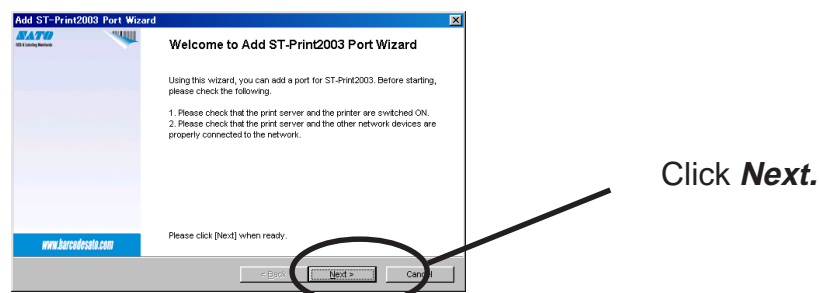 Add ST-Print2003 Port Wizard
SATO
Welcome to Add ST-Print2003 Port Wizard
Using this wizard, you can add a port for ST-Print2003. Before starting,
please check the following.
1. Please check that the print server and the printer are switched ON.
2. Please check that the print server and the other network devices are
properly connected to the network.
Please click [Next] when ready.
www.barcodesato.com
< Back
Next >
Cancel
Click Next.